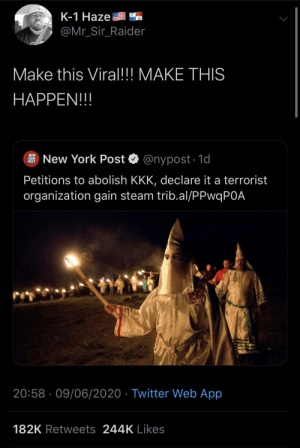 K-1 Haze🇺🇸 🇵🇦
@Mr_Sir_Raider
Make this Viral!!! MAKE THIS
HAPPEN!!!
New York Post @nypost · 1d
Petitions to abolish KKK, declare it a terrorist
organization gain steam trib.al/PPwqP0A
20:58 · 09/06/2020 · Twitter Web App
182K Retweets 244K Likes